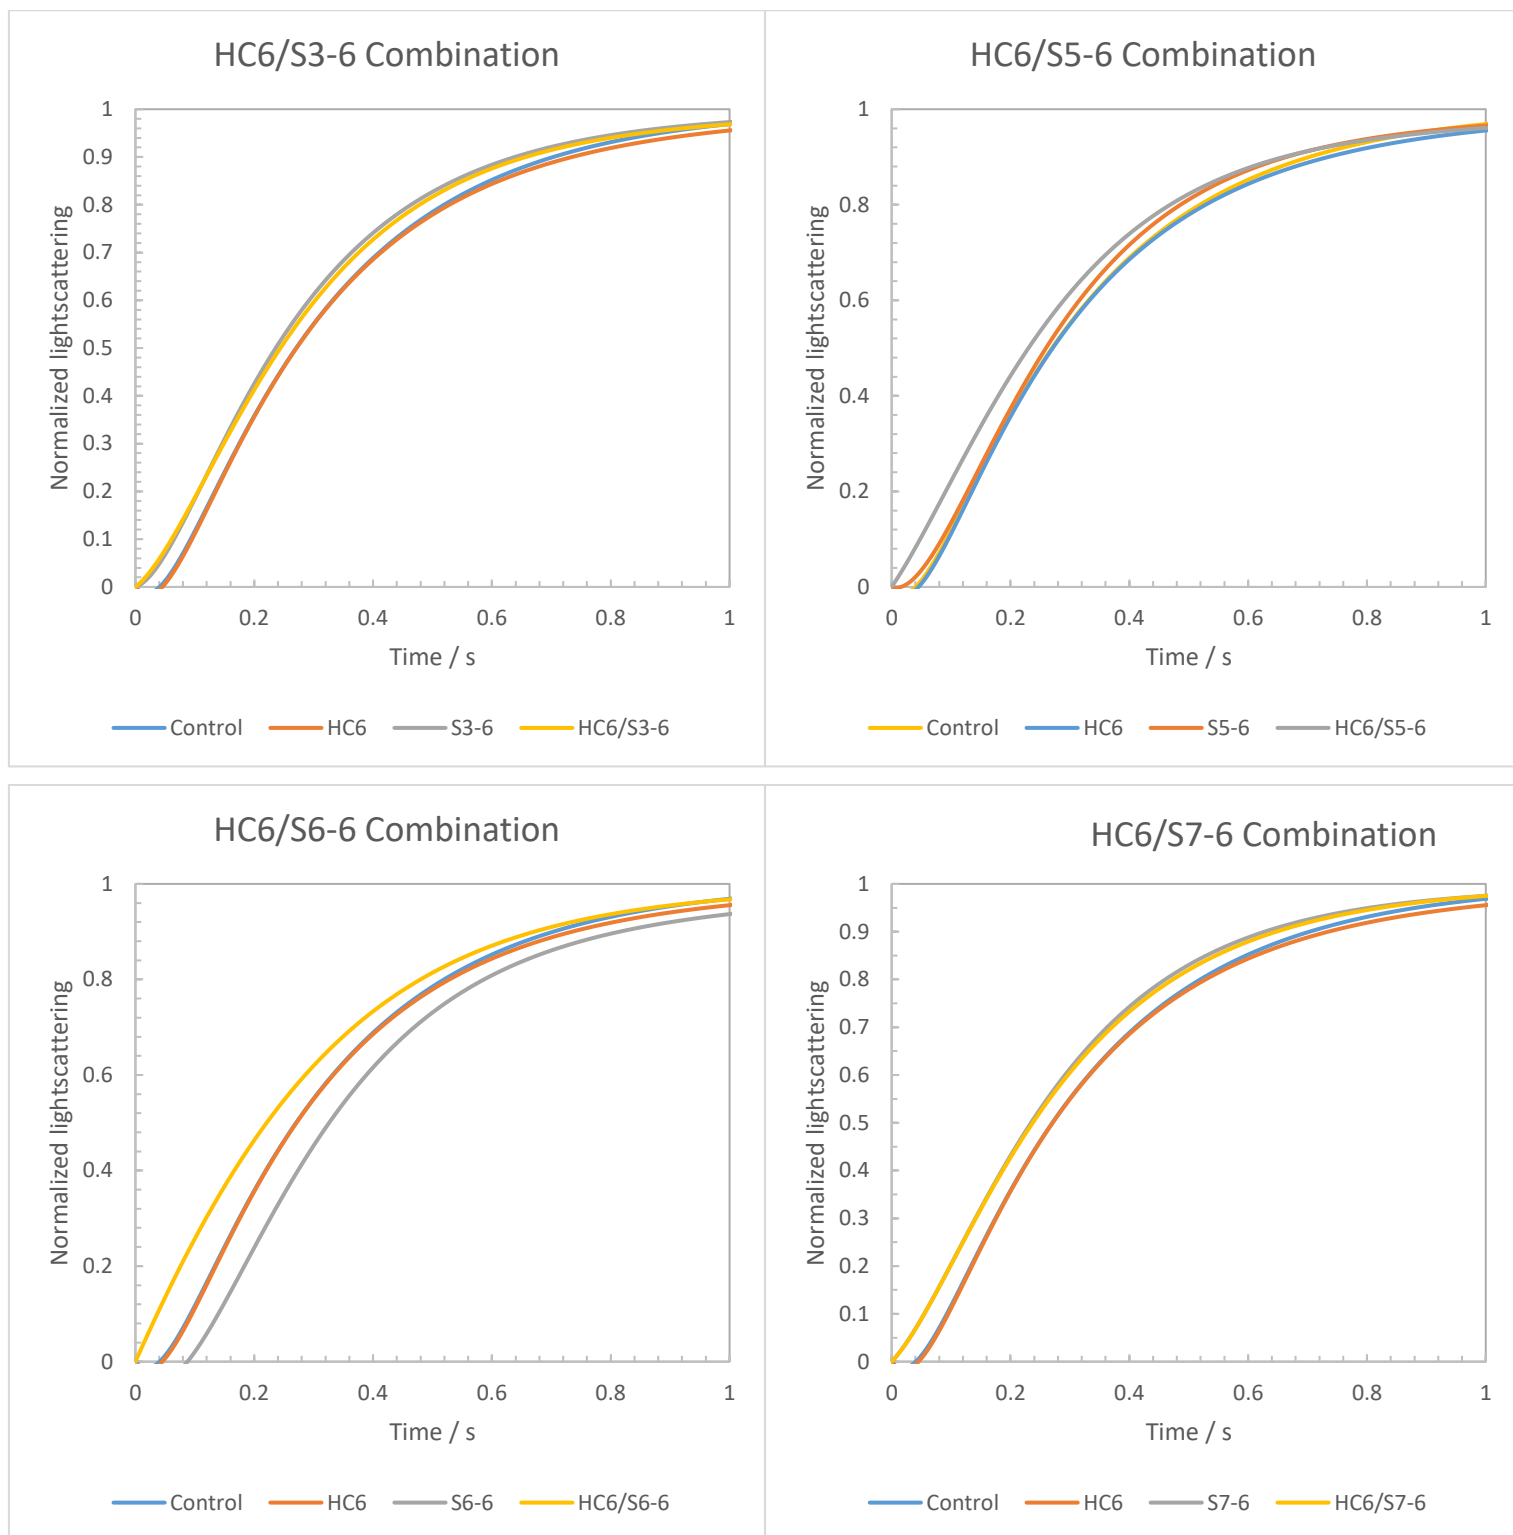 HC6/S3-6 Combination
Normalized lightscattering
1
0.9
0.8
0.7
0.6
0.5
0.4
0.3
0.2
0.1
0
0 0.2 0.4 0.6 0.8 1
Time / s
Control HC6 S3-6 HC6/S3-6
HC6/S5-6 Combination
Normalized lightscattering
1
0.8
0.6
0.4
0.2
0
0 0.2 0.4 0.6 0.8 1
Time / s
Control HC6 S5-6 HC6/S5-6
HC6/S6-6 Combination
Normalized lightscattering
1
0.8
0.6
0.4
0.2
0
0 0.2 0.4 0.6 0.8 1
Time / s
Control HC6 S6-6 HC6/S6-6
HC6/S7-6 Combination
Normalized lightscattering
1
0.9
0.8
0.7
0.6
0.5
0.4
0.3
0.2
0.1
0
0 0.2 0.4 0.6 0.8 1
Time / s
Control HC6 S7-6 HC6/S7-6